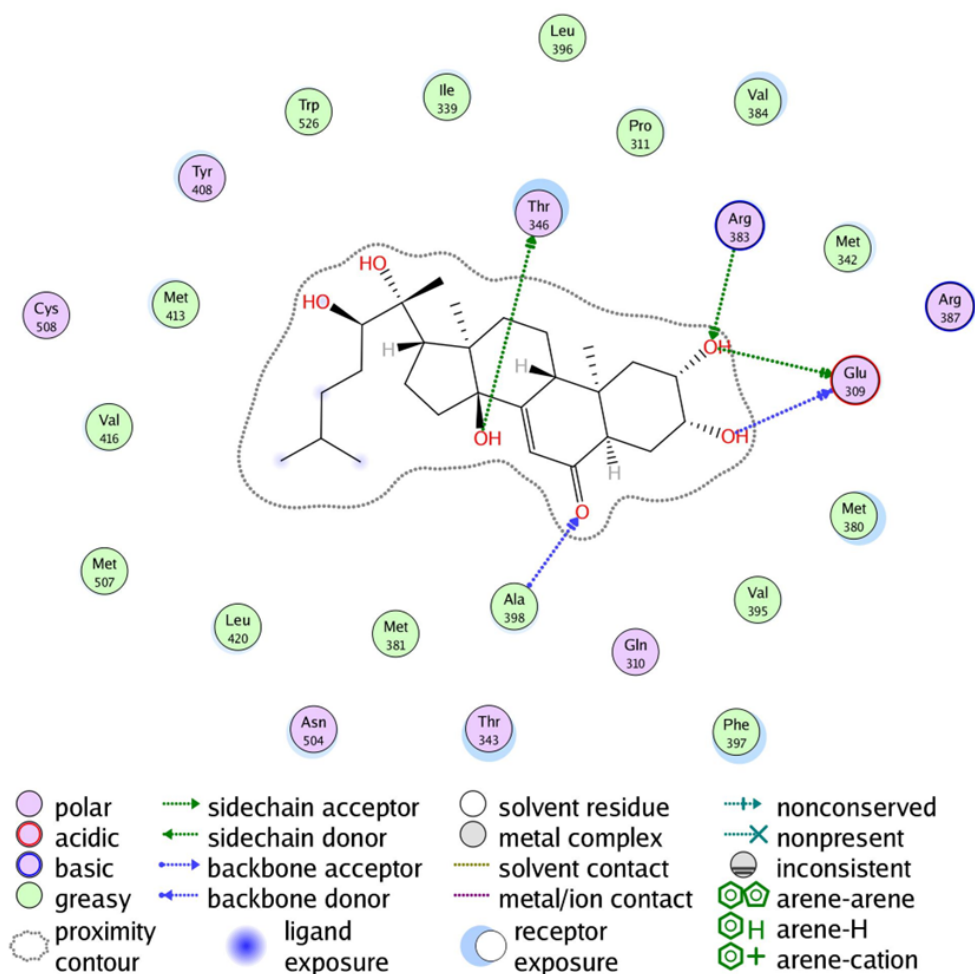 Leu
396
Ile
339
Val
384
Trp
526
Pro
311
Tyr
408
Thr
346
Arg
383
Met
342
HO
HO
Met
413
Cys
508
Arg
387
H
H
OH
Glu
309
Val
416
OH
OH
H
O
Met
380
Met
507
Ala
398
Val
395
Leu
420
Met
381
Gln
310
Asn
504
Thr
343
Phe
397
polar sidechain acceptor solvent residue nonconserved
acidic sidechain donor metal complex nonpresent
basic backbone acceptor solvent contact inconsistent
greasy backbone donor metal/ion contact arene-arene
proximity ligand receptor H arene-H
contour exposure exposure + arene-cation